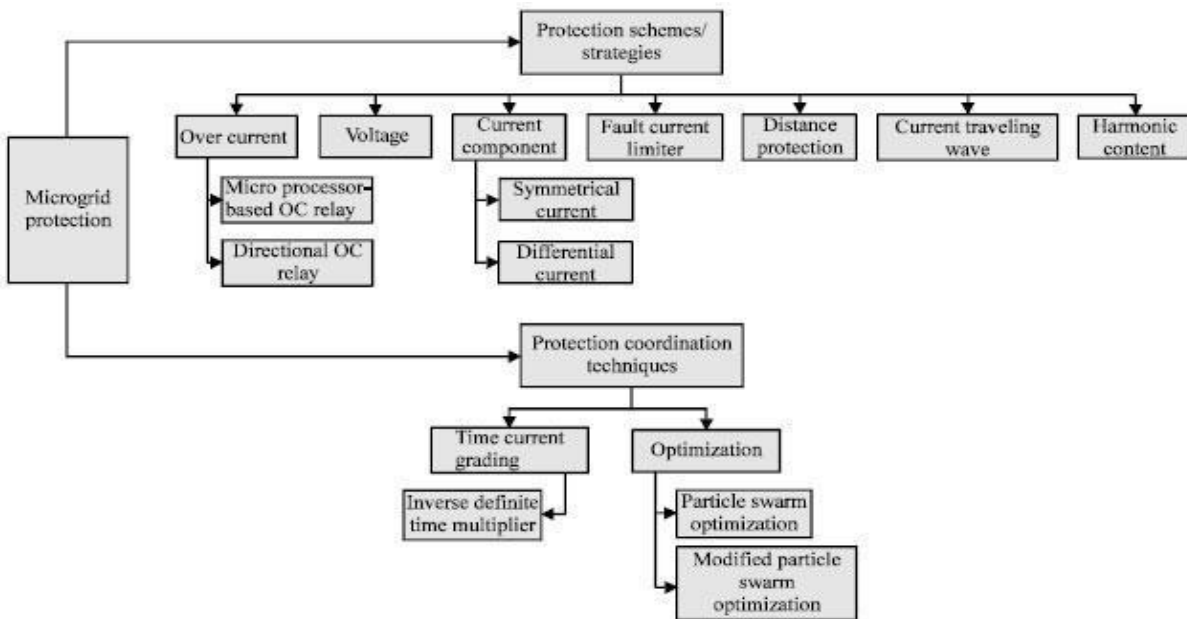 Protection schemes/
strategies
Microgrid
protection
Over current
Voltage
Current
component
Fault current
limiter
Distance
protection
Current traveling
wave
Harmonic
content
Micro processor-
based OC relay
Directional OC
relay
Symmetrical
current
Differential
current
Protection coordination
techniques
Time current
grading
Optimization
Inverse definite
time multiplier
Particle swarm
optimization
Modified particle
swarm
optimization